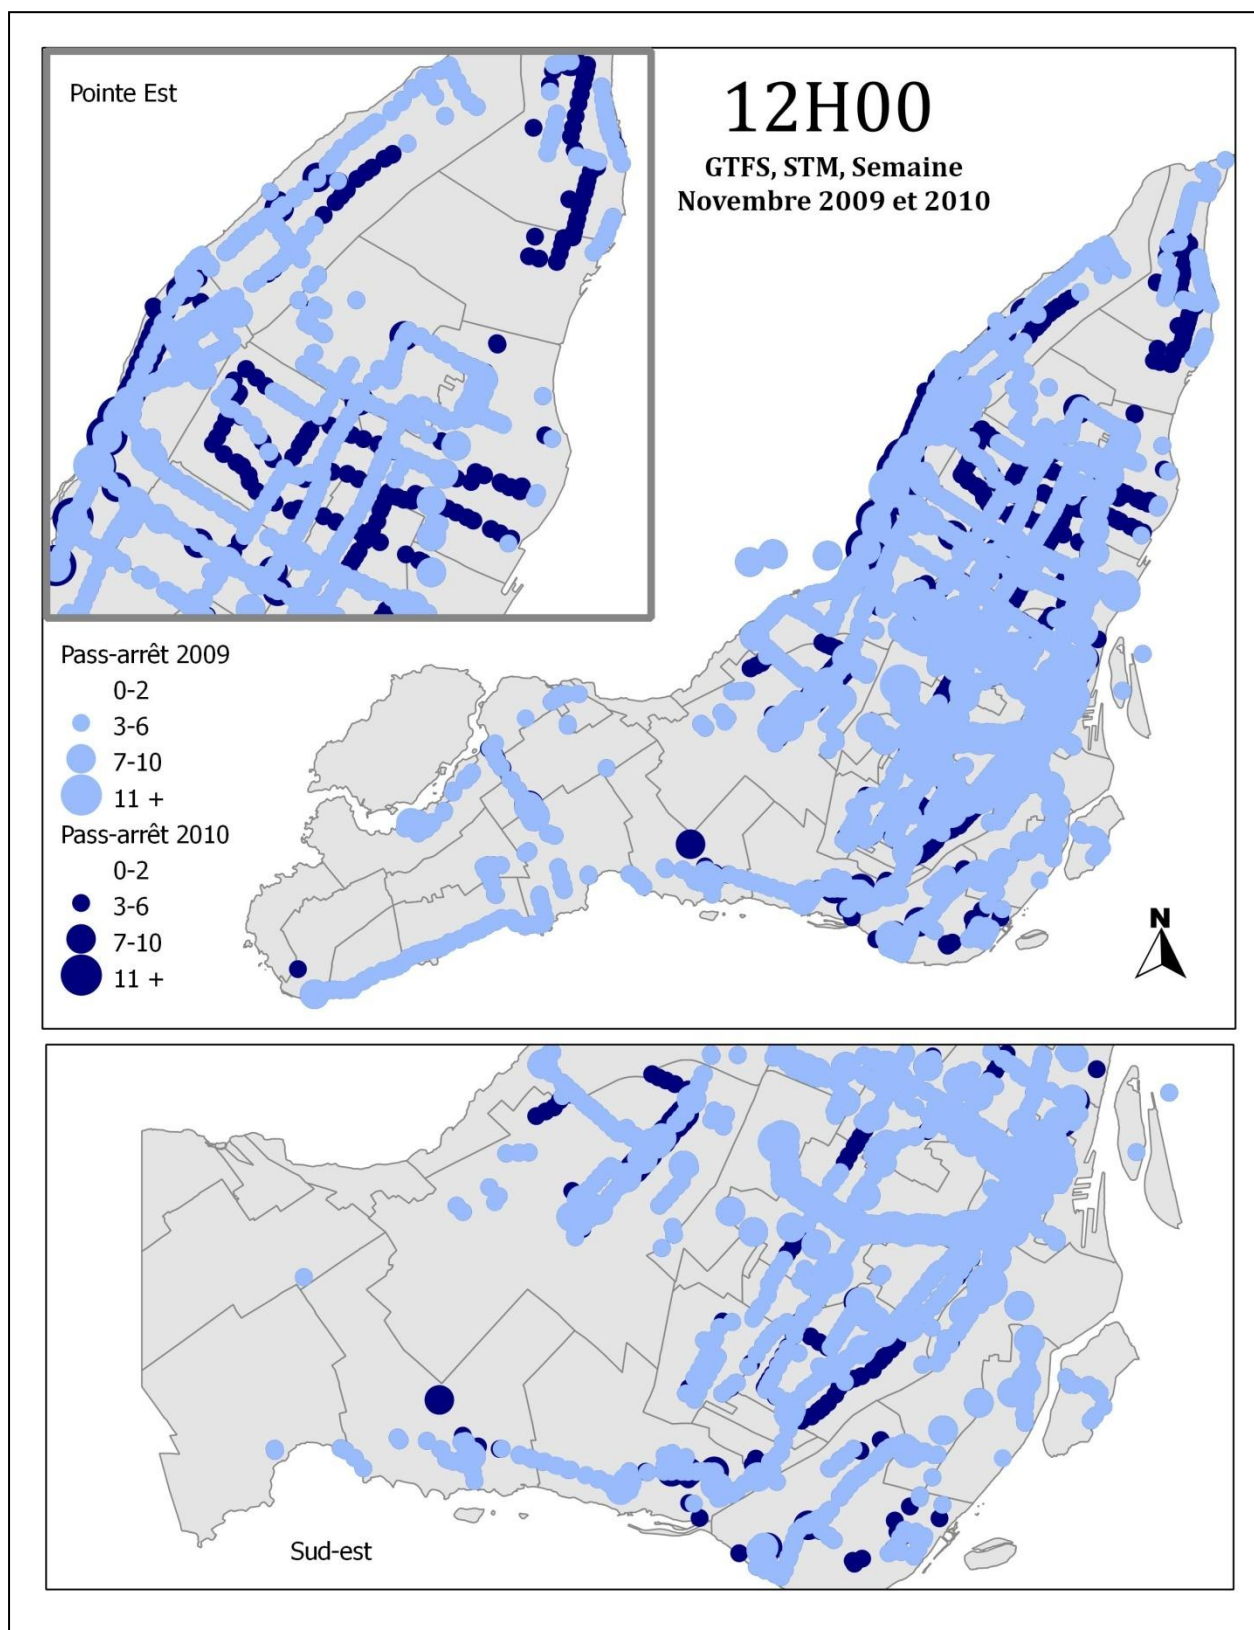 Pointe Est
12H00
GTFS, STM, Semaine
Novembre 2009 et 2010
Pass-arrêt 2009
0-2
3-6
7-10
11 +
Pass-arrêt 2010
0-2
3-6
7-10
11 +
N
Sud-est